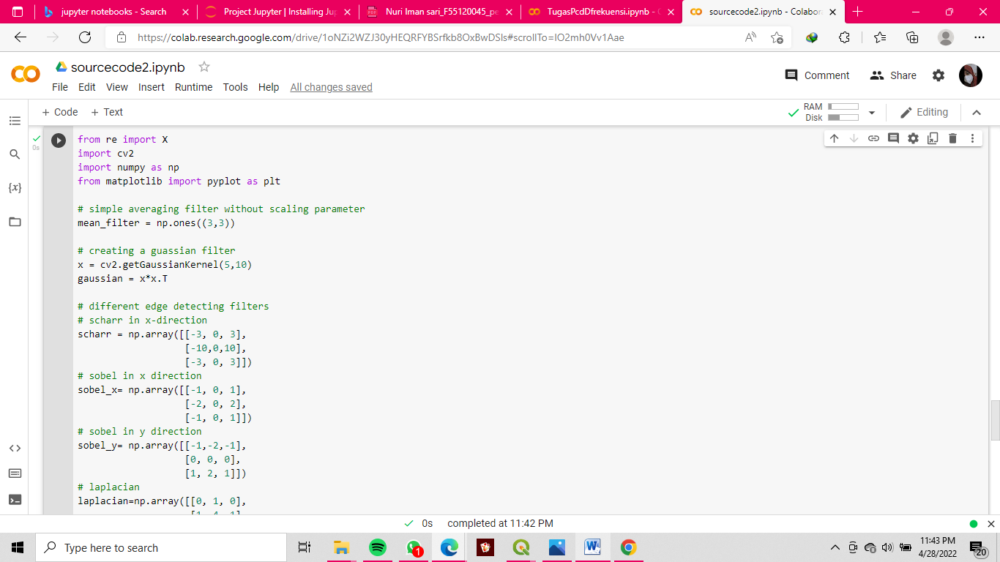 jupyter notebooks - Search
Project Jupyter | Installing Jup
Nuri Iman sari_F55120045_pe
TugasPcdDfrekuensi.ipynb - C
sourcecode2.ipynb - Colabora
https://colab.research.google.com/drive/1oNZi2WZJ30yHEQRFYBSrfkb8OxBwDSls#scrollTo=IO2mh0Vv1Aae
sourcecode2.ipynb
File Edit View Insert Runtime Tools Help All changes saved
Comment Share
+ Code + Text
RAM
Disk
Editing
{x}
0s
from re import X
import cv2
import numpy as np
from matplotlib import pyplot as plt
# simple averaging filter without scaling parameter
mean_filter = np.ones((3,3))
# creating a guassian filter
x = cv2.getGaussianKernel(5,10)
gaussian = x*x.T
# different edge detecting filters
# scharr in x-direction
scharr = np.array([[-3, 0, 3],
[-10,0,10],
[-3, 0, 3]])
# sobel in x direction
sobel_x= np.array([[-1, 0, 1],
[-2, 0, 2],
[-1, 0, 1]])
# sobel in y direction
sobel_y= np.array([[-1,-2,-1],
[0, 0, 0],
[1, 2, 1]])
# laplacian
laplacian=np.array([[0, 1, 0],
0s completed at 11:42 PM
Type here to search
1
11:43 PM
4/28/2022
20